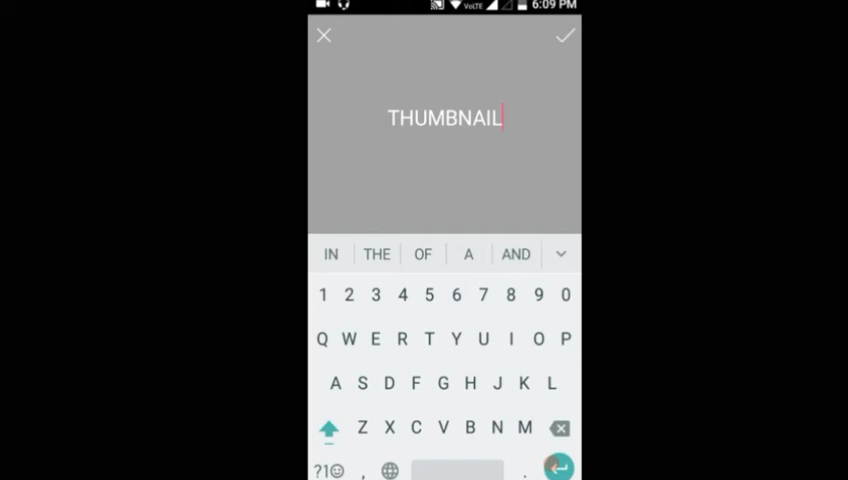 VoLTE 6:09 PM
THUMBNAIL
IN THE OF A AND
1 2 3 4 5 6 7 8 9 0
Q W E R T Y U I O P
A S D F G H J K L
Z X C V B N M
?1☺ , .